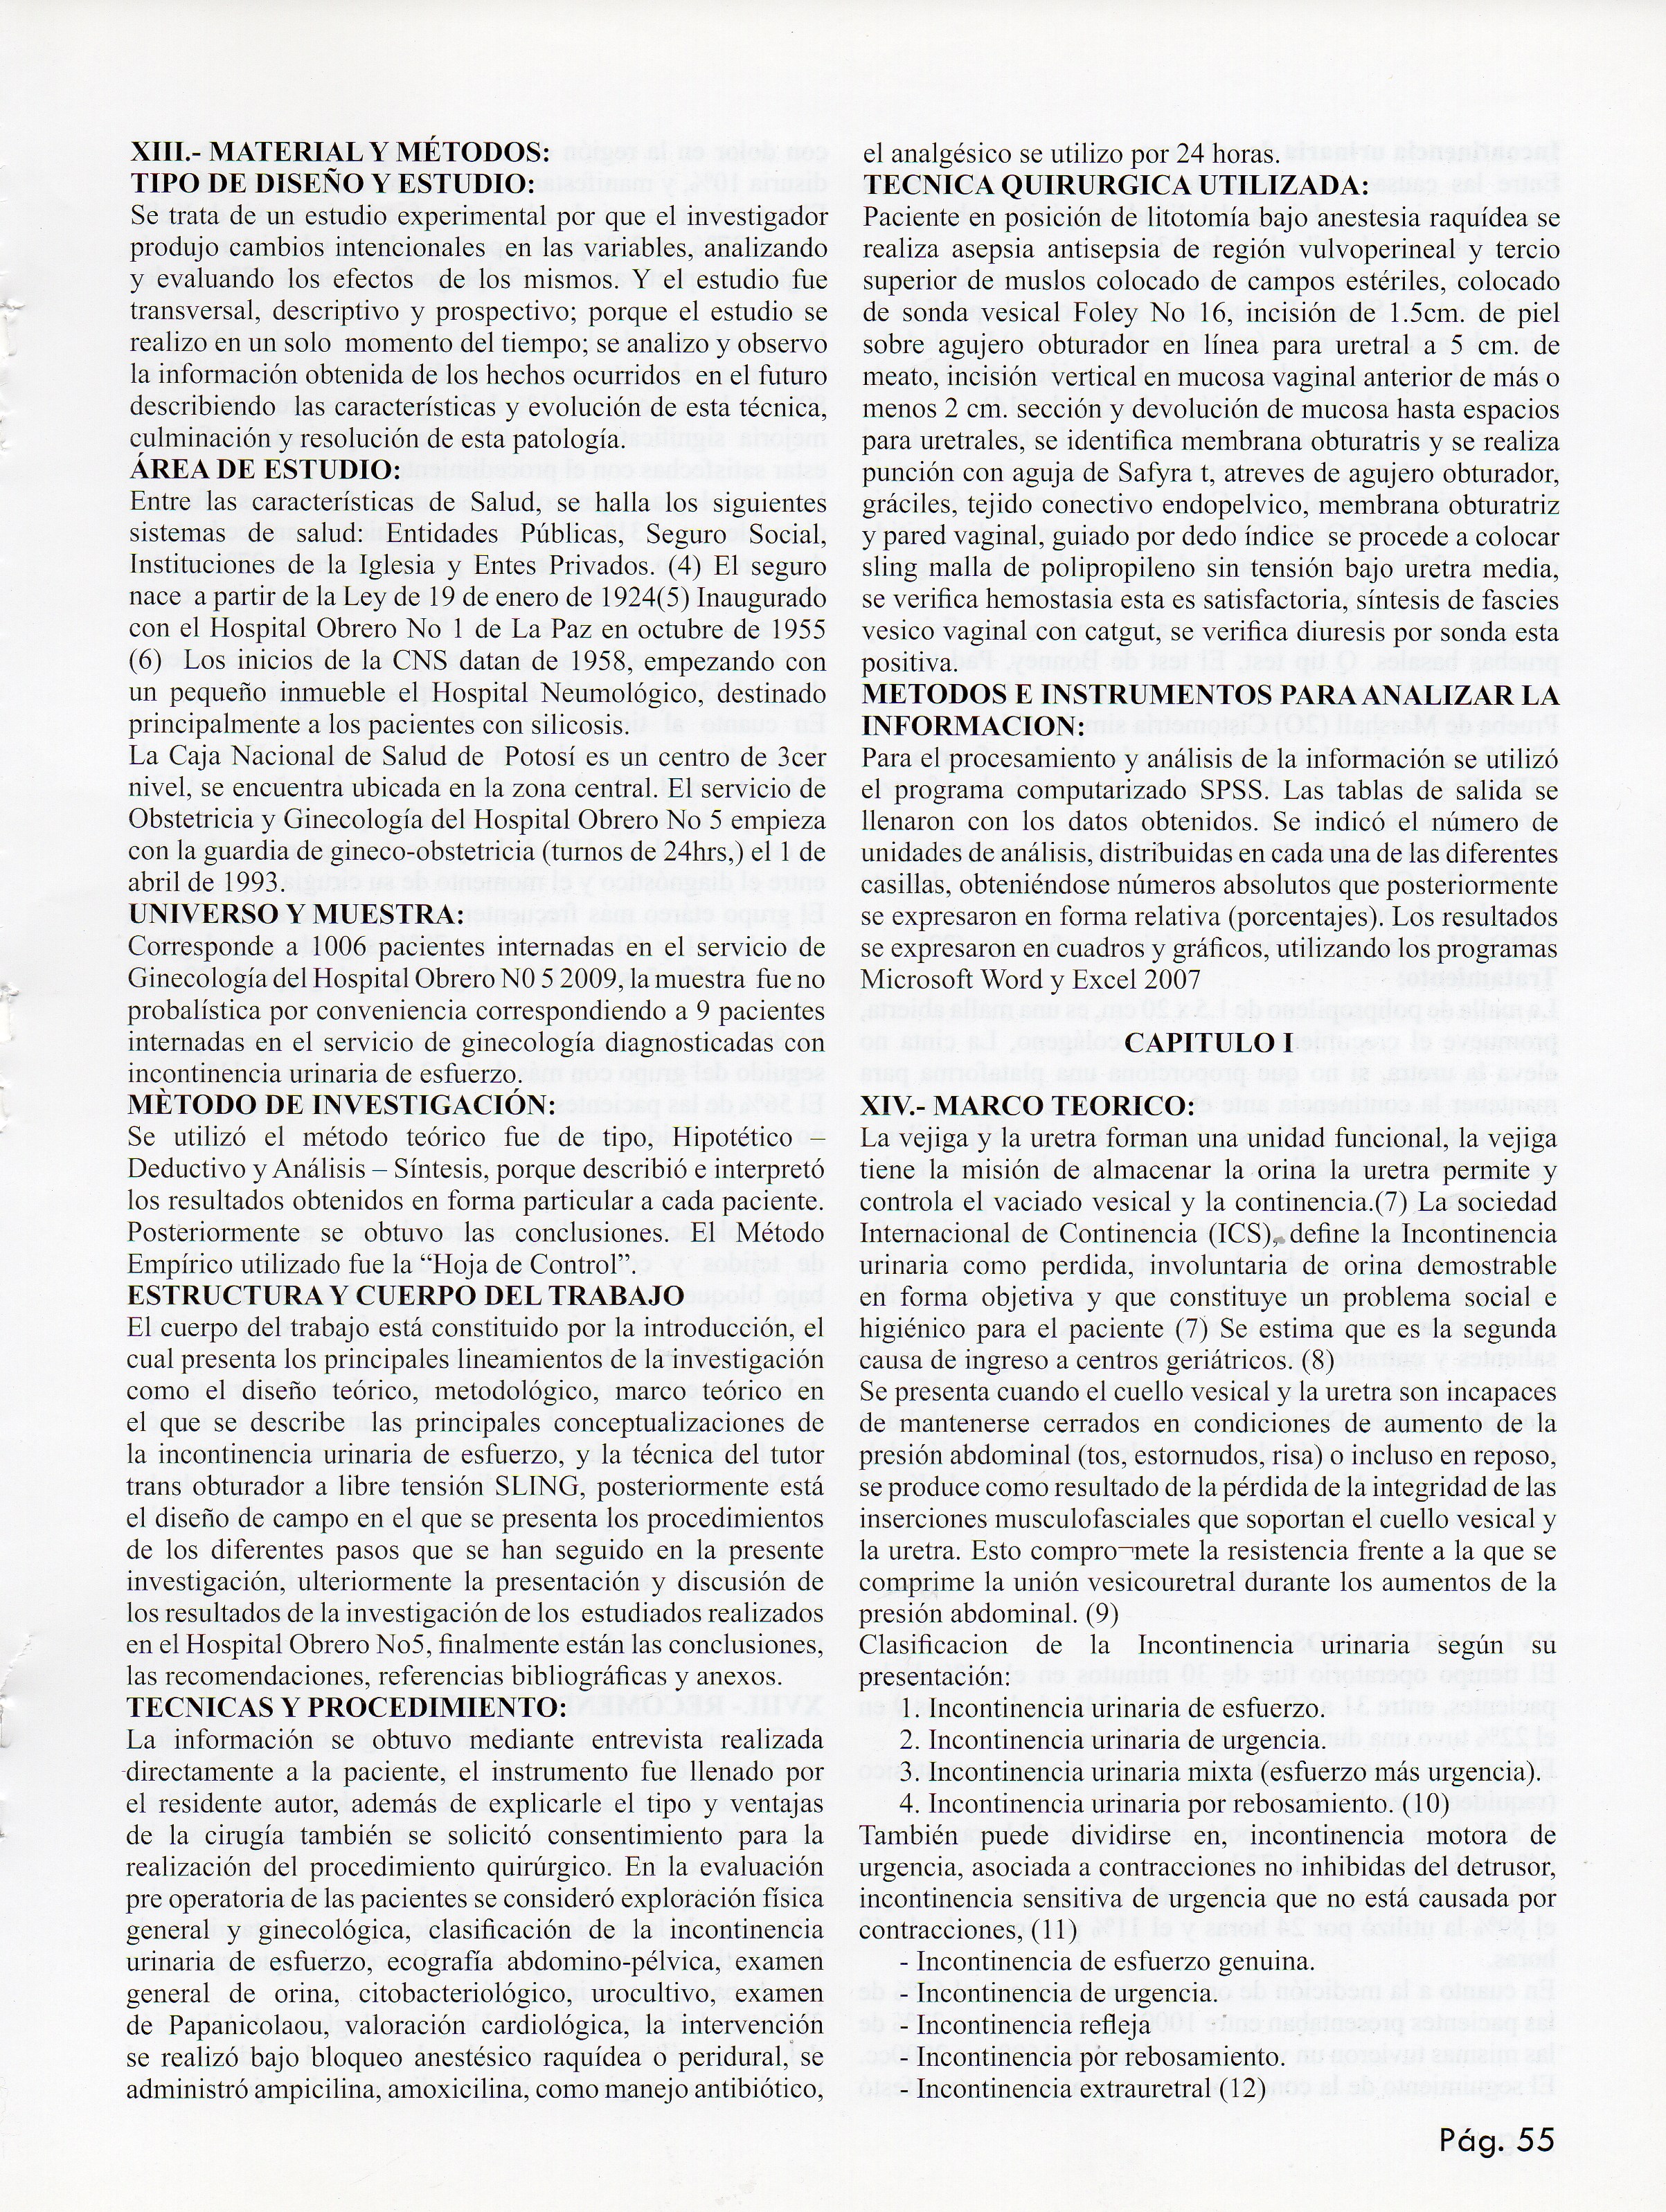 XIII.- MATERIAL Y MÉTODOS:
TIPO DE DISEÑO Y ESTUDIO:
Se trata de un estudio experimental por que el investigador
produjo cambios intencionales en las variables, analizando
y evaluando los efectos de los mismos. Y el estudio fue
transversal, descriptivo y prospectivo; porque el estudio se
realizo en un solo momento del tiempo; se analizo y observo
la información obtenida de los hechos ocurridos en el futuro
describiendo las características y evolución de esta técnica,
culminación y resolución de esta patología.
ÁREA DE ESTUDIO:
Entre las características de Salud, se halla los siguientes
sistemas de salud: Entidades Públicas, Seguro Social,
Instituciones de la Iglesia y Entes Privados. (4) El seguro
nace a partir de la Ley de 19 de enero de 1924(5) Inaugurado
con el Hospital Obrero No 1 de La Paz en octubre de 1955
(6) Los inicios de la CNS datan de 1958, empezando con
un pequeño inmueble el Hospital Neumológico, destinado
principalmente a los pacientes con silicosis.
La Caja Nacional de Salud de Potosí es un centro de 3cer
nivel, se encuentra ubicada en la zona central. El servicio de
Obstetricia y Ginecología del Hospital Obrero No 5 empieza
con la guardia de gineco-obstetricia (turnos de 24hrs,) el 1 de
abril de 1993.
UNIVERSO Y MUESTRA:
Corresponde a 1006 pacientes internadas en el servicio de
Ginecología del Hospital Obrero N0 5 2009, la muestra fue no
probalística por conveniencia correspondiendo a 9 pacientes
internadas en el servicio de ginecología diagnosticadas con
incontinencia urinaria de esfuerzo.
MÈTODO DE INVESTIGACIÓN:
Se utilizó el método teórico fue de tipo, Hipotético –
Deductivo y Análisis – Síntesis, porque describió e interpretó
los resultados obtenidos en forma particular a cada paciente.
Posteriormente se obtuvo las conclusiones. El Método
Empírico utilizado fue la “Hoja de Control”.
ESTRUCTURA Y CUERPO DEL TRABAJO
El cuerpo del trabajo está constituido por la introducción, el
cual presenta los principales lineamientos de la investigación
como el diseño teórico, metodológico, marco teórico en
el que se describe las principales conceptualizaciones de
la incontinencia urinaria de esfuerzo, y la técnica del tutor
trans obturador a libre tensión SLING, posteriormente está
el diseño de campo en el que se presenta los procedimientos
de los diferentes pasos que se han seguido en la presente
investigación, ulteriormente la presentación y discusión de
los resultados de la investigación de los estudiados realizados
en el Hospital Obrero No5, finalmente están las conclusiones,
las recomendaciones, referencias bibliográficas y anexos.
TECNICAS Y PROCEDIMIENTO:
La información se obtuvo mediante entrevista realizada
directamente a la paciente, el instrumento fue llenado por
el residente autor, además de explicarle el tipo y ventajas
de la cirugía también se solicitó consentimiento para la
realización del procedimiento quirúrgico. En la evaluación
pre operatoria de las pacientes se consideró exploración física
general y ginecológica, clasificación de la incontinencia
urinaria de esfuerzo, ecografía abdomino-pélvica, examen
general de orina, citobacteriológico, urocultivo, examen
de Papanicolaou, valoración cardiológica, la intervención
se realizó bajo bloqueo anestésico raquídea o peridural, se
administró ampicilina, amoxicilina, como manejo antibiótico,
el analgésico se utilizo por 24 horas.
TECNICA QUIRURGICA UTILIZADA:
Paciente en posición de litotomía bajo anestesia raquídea se
realiza asepsia antisepsia de región vulvoperineal y tercio
superior de muslos colocado de campos estériles, colocado
de sonda vesical Foley No 16, incisión de 1.5cm. de piel
sobre agujero obturador en línea para uretral a 5 cm. de
meato, incisión vertical en mucosa vaginal anterior de más o
menos 2 cm. sección y devolución de mucosa hasta espacios
para uretrales, se identifica membrana obturatris y se realiza
punción con aguja de Safyra t, atreves de agujero obturador,
gráciles, tejido conectivo endopelvico, membrana obturatriz
y pared vaginal, guiado por dedo índice se procede a colocar
sling malla de polipropileno sin tensión bajo uretra media,
se verifica hemostasia esta es satisfactoria, síntesis de fascies
vesico vaginal con catgut, se verifica diuresis por sonda esta
positiva.
METODOS E INSTRUMENTOS PARA ANALIZAR LA
INFORMACION:
Para el procesamiento y análisis de la información se utilizó
el programa computarizado SPSS. Las tablas de salida se
llenaron con los datos obtenidos. Se indicó el número de
unidades de análisis, distribuidas en cada una de las diferentes
casillas, obteniéndose números absolutos que posteriormente
se expresaron en forma relativa (porcentajes). Los resultados
se expresaron en cuadros y gráficos, utilizando los programas
Microsoft Word y Excel 2007
CAPITULO I
XIV.- MARCO TEORICO:
La vejiga y la uretra forman una unidad funcional, la vejiga
tiene la misión de almacenar la orina la uretra permite y
controla el vaciado vesical y la continencia.(7) La sociedad
Internacional de Continencia (ICS), define la Incontinencia
urinaria como perdida, involuntaria de orina demostrable
en forma objetiva y que constituye un problema social e
higiénico para el paciente (7) Se estima que es la segunda
causa de ingreso a centros geriátricos. (8)
Se presenta cuando el cuello vesical y la uretra son incapaces
de mantenerse cerrados en condiciones de aumento de la
presión abdominal (tos, estornudos, risa) o incluso en reposo,
se produce como resultado de la pérdida de la integridad de las
inserciones musculofasciales que soportan el cuello vesical y
la uretra. Esto compro¬mete la resistencia frente a la que se
comprime la unión vesicouretral durante los aumentos de la
presión abdominal. (9)
Clasificacion de la Incontinencia urinaria según su
presentación:
1. Incontinencia urinaria de esfuerzo.
2. Incontinencia urinaria de urgencia.
3. Incontinencia urinaria mixta (esfuerzo más urgencia).
4. Incontinencia urinaria por rebosamiento. (10)
También puede dividirse en, incontinencia motora de
urgencia, asociada a contracciones no inhibidas del detrusor,
incontinencia sensitiva de urgencia que no está causada por
contracciones, (11)
- Incontinencia de esfuerzo genuina.
- Incontinencia de urgencia.
- Incontinencia refleja
- Incontinencia por rebosamiento.
- Incontinencia extrauretral (12)
Pág. 55